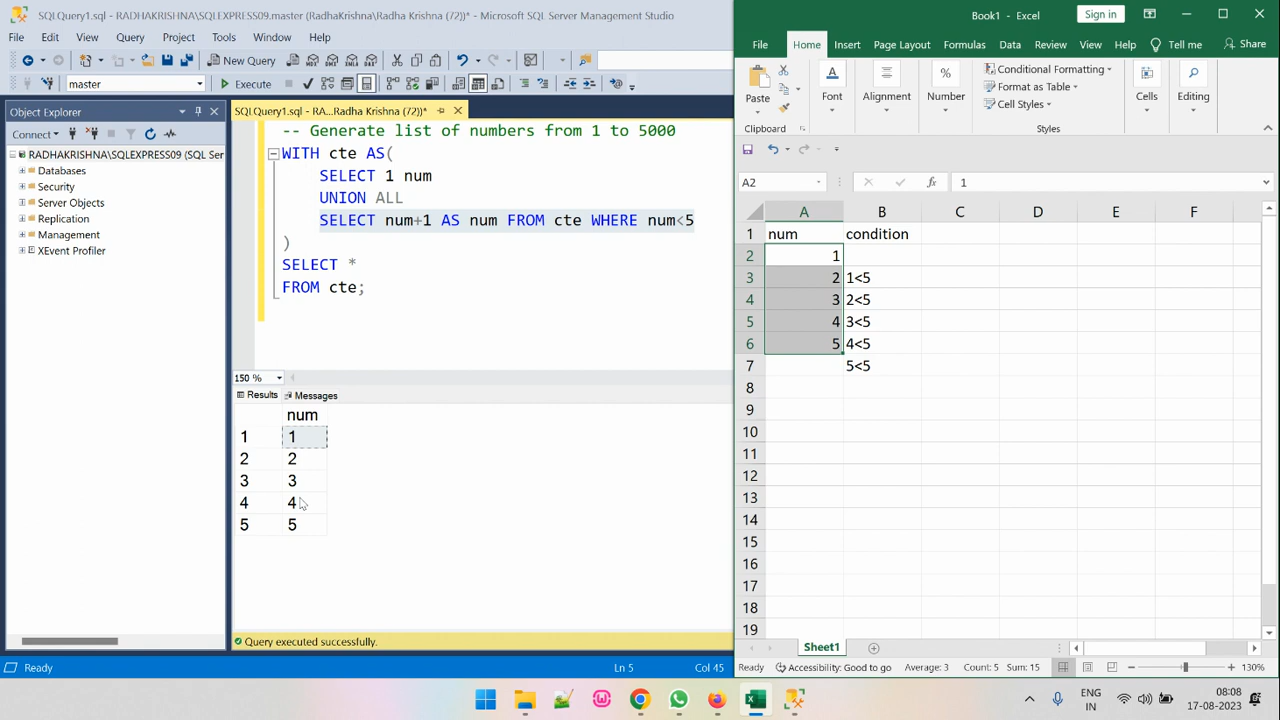 SQLQuery1.sql - RADHAKRISHNA\SQLEXPRESS09.master (RadhaKrishna\Radha Krishna (72))* - Microsoft SQL Server Management Studio
File Edit View Query Project Tools Window Help
New Query MDX DMX XMLA DAX
master Execute
Object Explorer
Connect
RADHAKRISHNA\SQLEXPRESS09 (SQL Ser
Databases
Security
Server Objects
Replication
Management
XEvent Profiler
SQLQuery1.sql - RA...Radha Krishna (72))*
-- Generate list of numbers from 1 to 5000
WITH cte AS(
SELECT 1 num
UNION ALL
SELECT num+1 AS num FROM cte WHERE num<5
)
SELECT *
FROM cte;
150 %
Results Messages
num
1 1
2 2
3 3
4 4
5 5
Query executed successfully.
Ready Ln 5 Col 45
Book1 - Excel Sign in
File Home Insert Page Layout Formulas Data Review View Help Tell me Share
Paste
Clipboard
Font
Alignment
Number
Conditional Formatting
Format as Table
Cell Styles
Styles
Cells
Editing
A2 fx 1
A B C D E F
1 num condition
2 1
3 2 1<5
4 3 2<5
5 4 3<5
6 5 4<5
7 5<5
8
9
10
11
12
13
14
15
16
17
18
19
Sheet1
Ready Accessibility: Good to go Average: 3 Count: 5 Sum: 15 130%
ENG
IN
08:08
17-08-2023